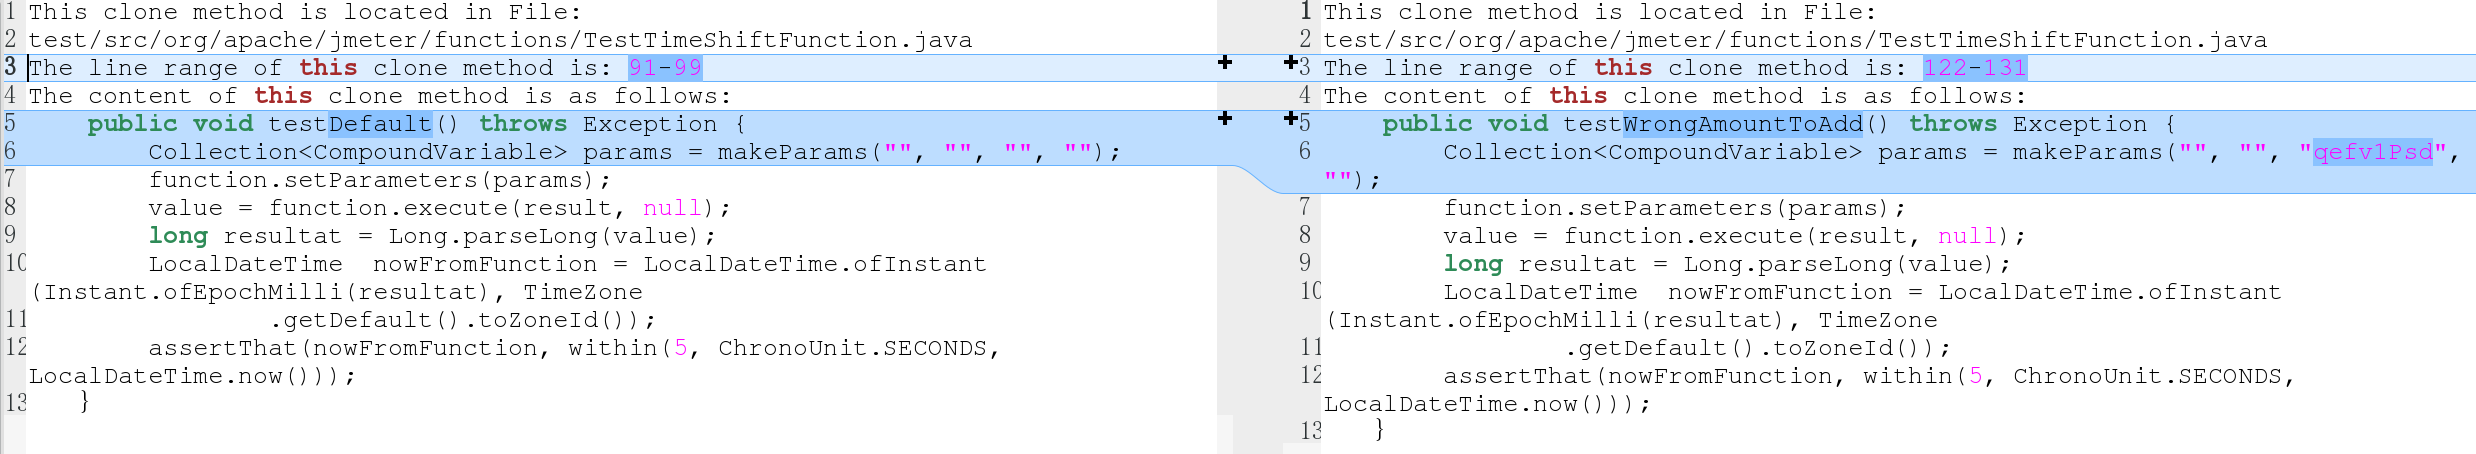 1 This clone method is located in File:
2 test/src/org/apache/jmeter/functions/TestTimeShiftFunction.java
3 The line range of this clone method is: 91-99
4 The content of this clone method is as follows:
5     public void testDefault() throws Exception {
6         Collection<CompoundVariable> params = makeParams("", "", "", "");
7         function.setParameters(params);
8         value = function.execute(result, null);
9         long resultat = Long.parseLong(value);
10         LocalDateTime  nowFromFunction = LocalDateTime.ofInstant
(Instant.ofEpochMilli(resultat), TimeZone
11                 .getDefault().toZoneId());
12         assertThat(nowFromFunction, within(5, ChronoUnit.SECONDS,
LocalDateTime.now()));
13     }
1 This clone method is located in File:
2 test/src/org/apache/jmeter/functions/TestTimeShiftFunction.java
3 The line range of this clone method is: 122-131
4 The content of this clone method is as follows:
5     public void testWrongAmountToAdd() throws Exception {
6         Collection<CompoundVariable> params = makeParams("", "", "qefv1Psd",
"");
7         function.setParameters(params);
8         value = function.execute(result, null);
9         long resultat = Long.parseLong(value);
10         LocalDateTime  nowFromFunction = LocalDateTime.ofInstant
(Instant.ofEpochMilli(resultat), TimeZone
11                 .getDefault().toZoneId());
12         assertThat(nowFromFunction, within(5, ChronoUnit.SECONDS,
LocalDateTime.now()));
13     }